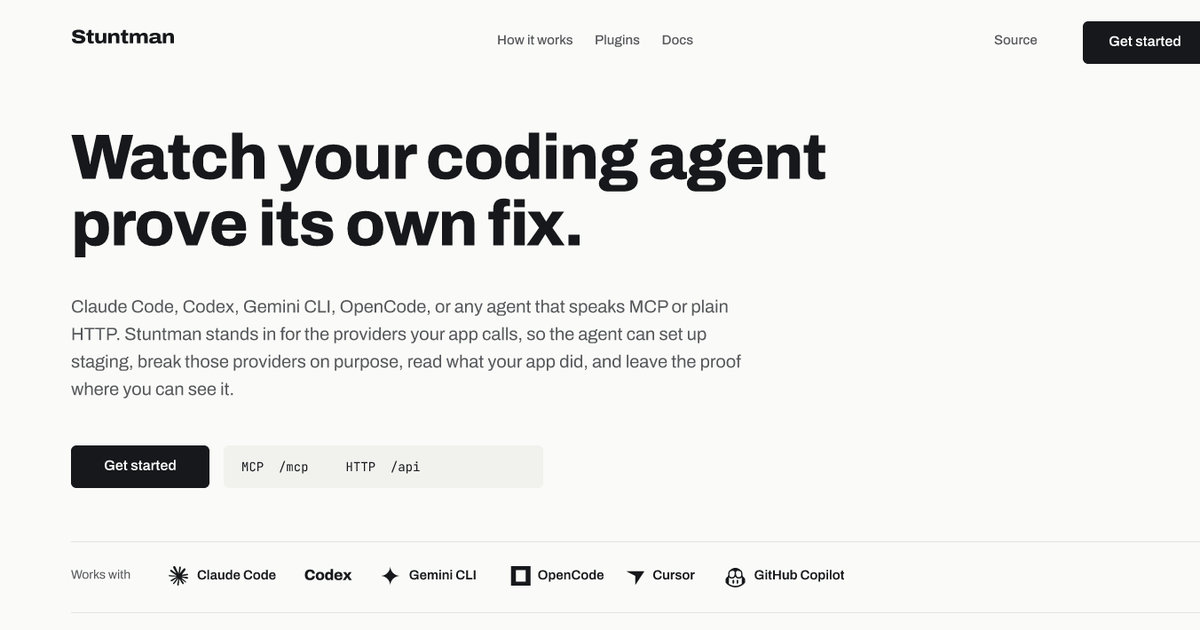 Stuntman
How it works Plugins Docs
Source
Get started
Watch your coding agent
prove its own fix.
Claude Code, Codex, Gemini CLI, OpenCode, or any agent that speaks MCP or plain
HTTP. Stuntman stands in for the providers your app calls, so the agent can set up
staging, break those providers on purpose, read what your app did, and leave the proof
where you can see it.
Get started
MCP /mcp HTTP /api
Works with Claude Code Codex Gemini CLI OpenCode Cursor GitHub Copilot